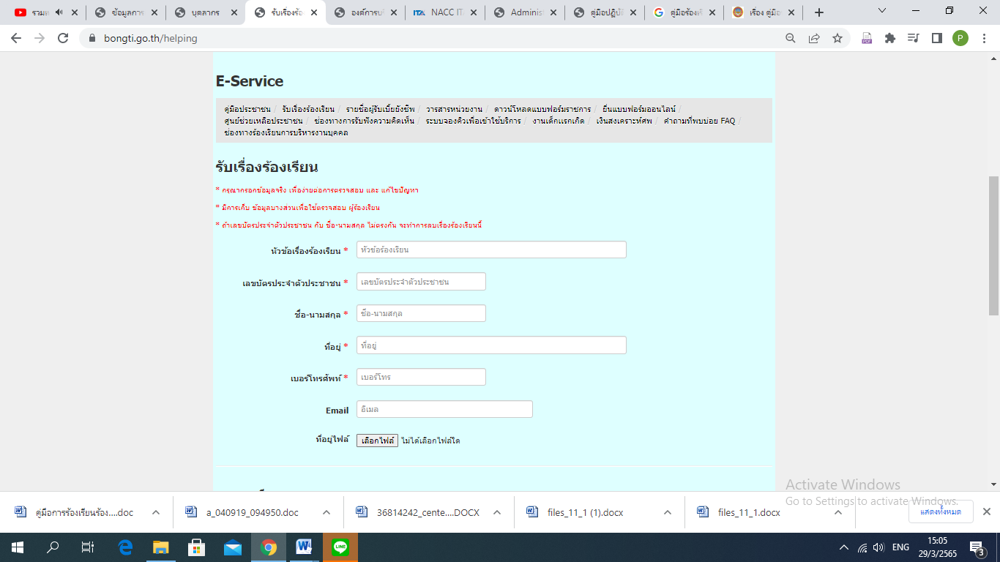 รวมเ
ข้อมูลการ
บุคลากร
รับเรื่องร้อ
องค์การบริ
ITA NACC IT
Adminis
คู่มือปฏิบั
คู่มือร้องเ
เรื่อง คู่มือ
bongti.go.th/helping
P
E-Service
คู่มือประชาชน / รับเรื่องร้องเรียน / รายชื่อผู้รับเบี้ยยังชีพ / วารสารหน่วยงาน / ดาวน์โหลดแบบฟอร์มราชการ / ยื่นแบบฟอร์มออนไลน์ /
ศูนย์ช่วยเหลือประชาชน / ช่องทางการรับฟังความคิดเห็น / ระบบจองคิวเพื่อเข้าใช้บริการ / งานเด็กแรกเกิด / เงินสงเคราะห์ศพ / คำถามที่พบบ่อย FAQ /
ช่องทางร้องเรียนการบริหารงานบุคคล
รับเรื่องร้องเรียน
* กรุณากรอกข้อมูลจริง เพื่อง่ายต่อการตรวจสอบ และ แก้ไขปัญหา
* มีการเก็บ ข้อมูลบางส่วนเพื่อใช้ตรวจสอบ ผู้ร้องเรียน
* ถ้าเลขบัตรประจำตัวประชาชน กับ ชื่อ-นามสกุล ไม่ตรงกัน จะทำการลบเรื่องร้องเรียนนี้
หัวข้อเรื่องร้องเรียน * หัวข้อร้องเรียน
เลขบัตรประจำตัวประชาชน * เลขบัตรประจำตัวประชาชน
ชื่อ-นามสกุล * ชื่อ-นามสกุล
ที่อยู่ * ที่อยู่
เบอร์โทรศัพท์ * เบอร์โทร
Email อีเมล
ที่อยู่ไฟล์ เลือกไฟล์ ไม่ได้เลือกไฟล์ใด
Activate Windows
Go to Settings to activate Windows.
คู่มือการร้องเรียนร้อง....doc
a_040919_094950.doc
36814242_cente....DOCX
files_11_1 (1).docx
files_11_1.docx
แสดงทั้งหมด
ENG
15:05
29/3/2565
3